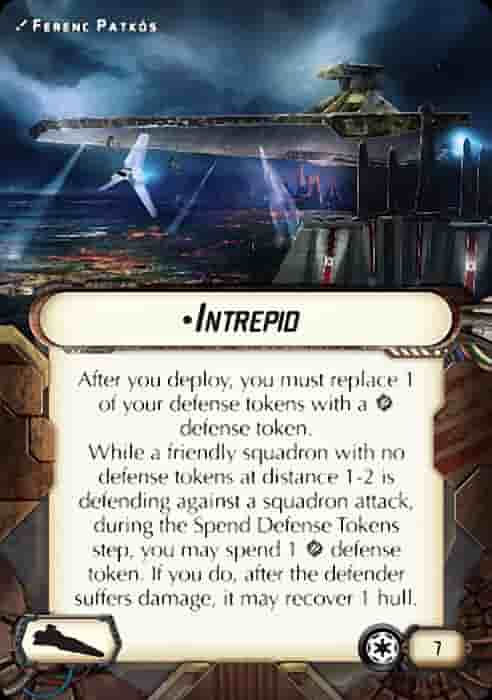 Ferenc Patkós
•Intrepid
After you deploy, you must replace 1
of your defense tokens with a
defense token.
While a friendly squadron with no
defense tokens at distance 1-2 is
defending against a squadron attack,
during the Spend Defense Tokens
step, you may spend 1 defense
token. If you do, after the defender
suffers damage, it may recover 1 hull.
7